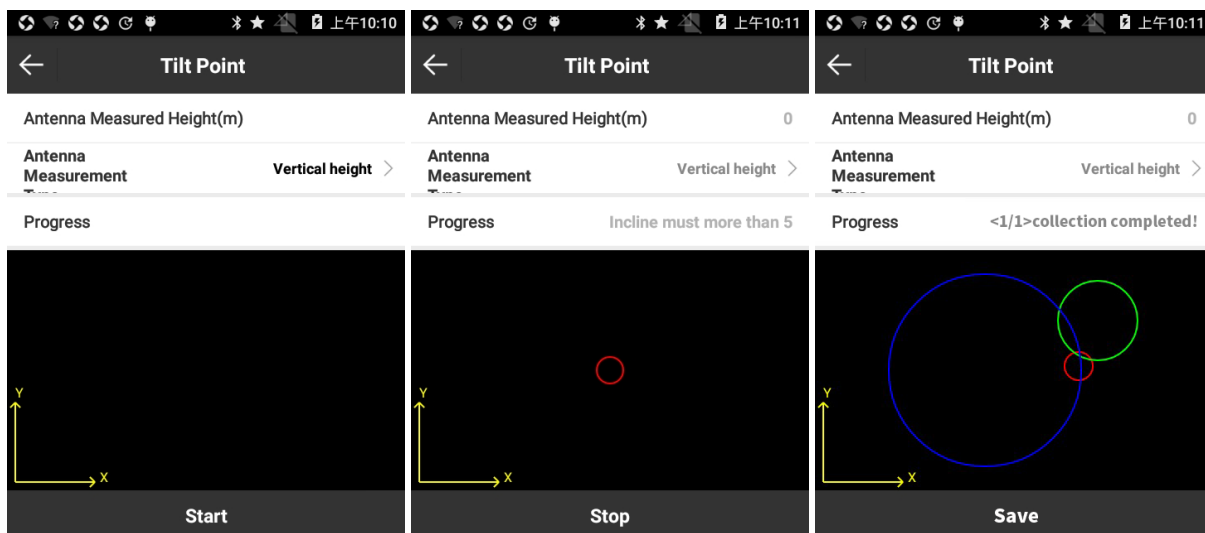 上午10:10
Tilt Point
Antenna Measured Height(m)
Antenna
Measurement
Vertical height
Progress
Y
X
Start
上午10:11
Tilt Point
Antenna Measured Height(m) 0
Antenna
Measurement
Vertical height
Progress Incline must more than 5
Y
X
Stop
上午10:11
Tilt Point
Antenna Measured Height(m) 0
Antenna
Measurement
Vertical height
Progress <1/1>collection completed!
Y
X
Save